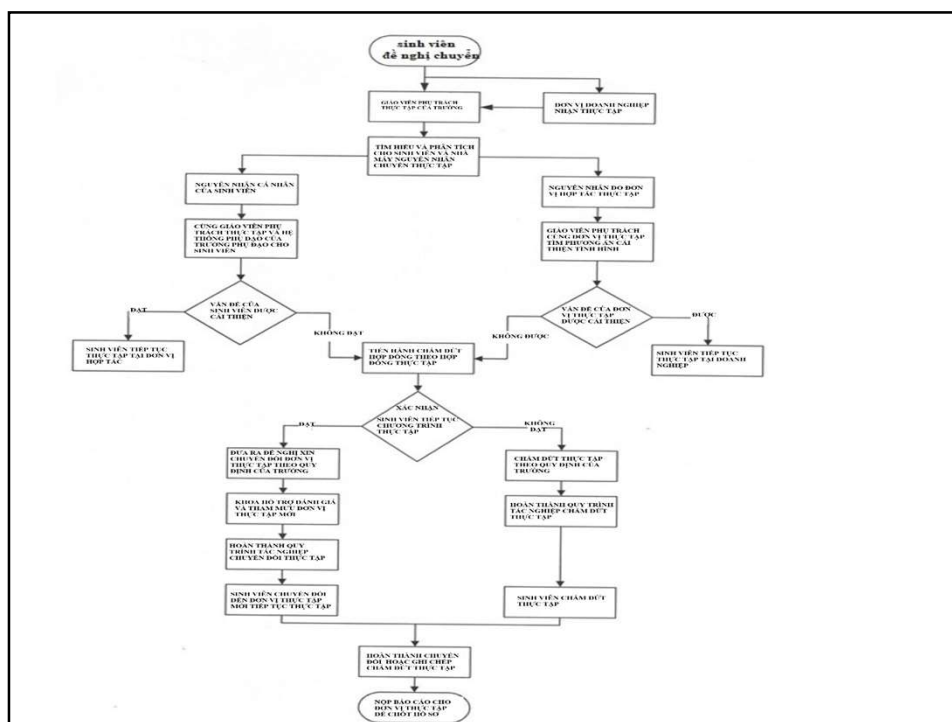 sinh viên
đề nghị chuyển
GIÁO VIÊN PHỤ TRÁCH
THỰC TẬP CỦA TRƯỜNG
ĐƠN VỊ DOANH NGHIỆP
NHẬN THỰC TẬP
TÌM HIỂU VÀ PHÂN TÍCH
CHO SINH VIÊN VÀ NHÀ
MÁY NGUYÊN NHÂN
CHUYỂN THỰC TẬP
NGUYÊN NHÂN CÁ NHÂN
CỦA SINH VIÊN
NGUYÊN NHÂN DO ĐƠN
VỊ HỢP TÁC THỰC TẬP
CÙNG GIÁO VIÊN PHỤ
TRÁCH THỰC TẬP VÀ HỆ
THỐNG PHỤ ĐẠO CỦA
TRƯỜNG PHỤ ĐẠO CHO
SINH VIÊN
GIÁO VIÊN PHỤ TRÁCH
CÙNG ĐƠN VỊ THỰC TẬP
TÌM PHƯƠNG ÁN CẢI
THIỆN TÌNH HÌNH
VẤN ĐỀ CỦA
SINH VIÊN ĐƯỢC
CẢI THIỆN
VẤN ĐỀ CỦA ĐƠN
VỊ THỰC TẬP
ĐƯỢC CẢI THIỆN
ĐẠT
KHÔNG ĐẠT
KHÔNG ĐƯỢC
ĐƯỢC
SINH VIÊN TIẾP TỤC
THỰC TẬP TẠI ĐƠN VỊ
HỢP TÁC
TIẾN HÀNH CHẤM DỨT
HỢP ĐỒNG THEO HỢP
ĐỒNG THỰC TẬP
SINH VIÊN TIẾP TỤC
THỰC TẬP TẠI DOANH
NGHIỆP
XÁC NHẬN
SINH VIÊN TIẾP TỤC
CHƯƠNG TRÌNH
THỰC TẬP
ĐẠT
KHÔNG
ĐẠT
ĐƯA RA ĐỀ NGHỊ XIN
CHUYỂN ĐỔI ĐƠN VỊ
THỰC TẬP THEO QUY
ĐỊNH CỦA TRƯỜNG
CHẤM DỨT THỰC TẬP
THEO QUY ĐỊNH CỦA
TRƯỜNG
KHOA HỖ TRỢ ĐÁNH GIÁ
VÀ THAM MƯU ĐƠN VỊ
THỰC TẬP MỚI
HOÀN THÀNH QUY TRÌNH
TÁC NGHIỆP CHẤM DỨT
THỰC TẬP
HOÀN THÀNH QUY
TRÌNH TÁC NGHIỆP
CHUYỂN ĐỔI THỰC TẬP
SINH VIÊN CHUYỂN ĐỔI
ĐẾN ĐƠN VỊ THỰC TẬP
MỚI TIẾP TỤC THỰC TẬP
SINH VIÊN CHẤM DỨT
THỰC TẬP
HOÀN THÀNH CHUYỂN
ĐỔI HOẶC GHI CHÉP
CHẤM DỨT THỰC TẬP
NỘP BÁO CÁO CHO
ĐƠN VỊ THỰC TẬP
ĐỂ CHỐT HỒ SƠ